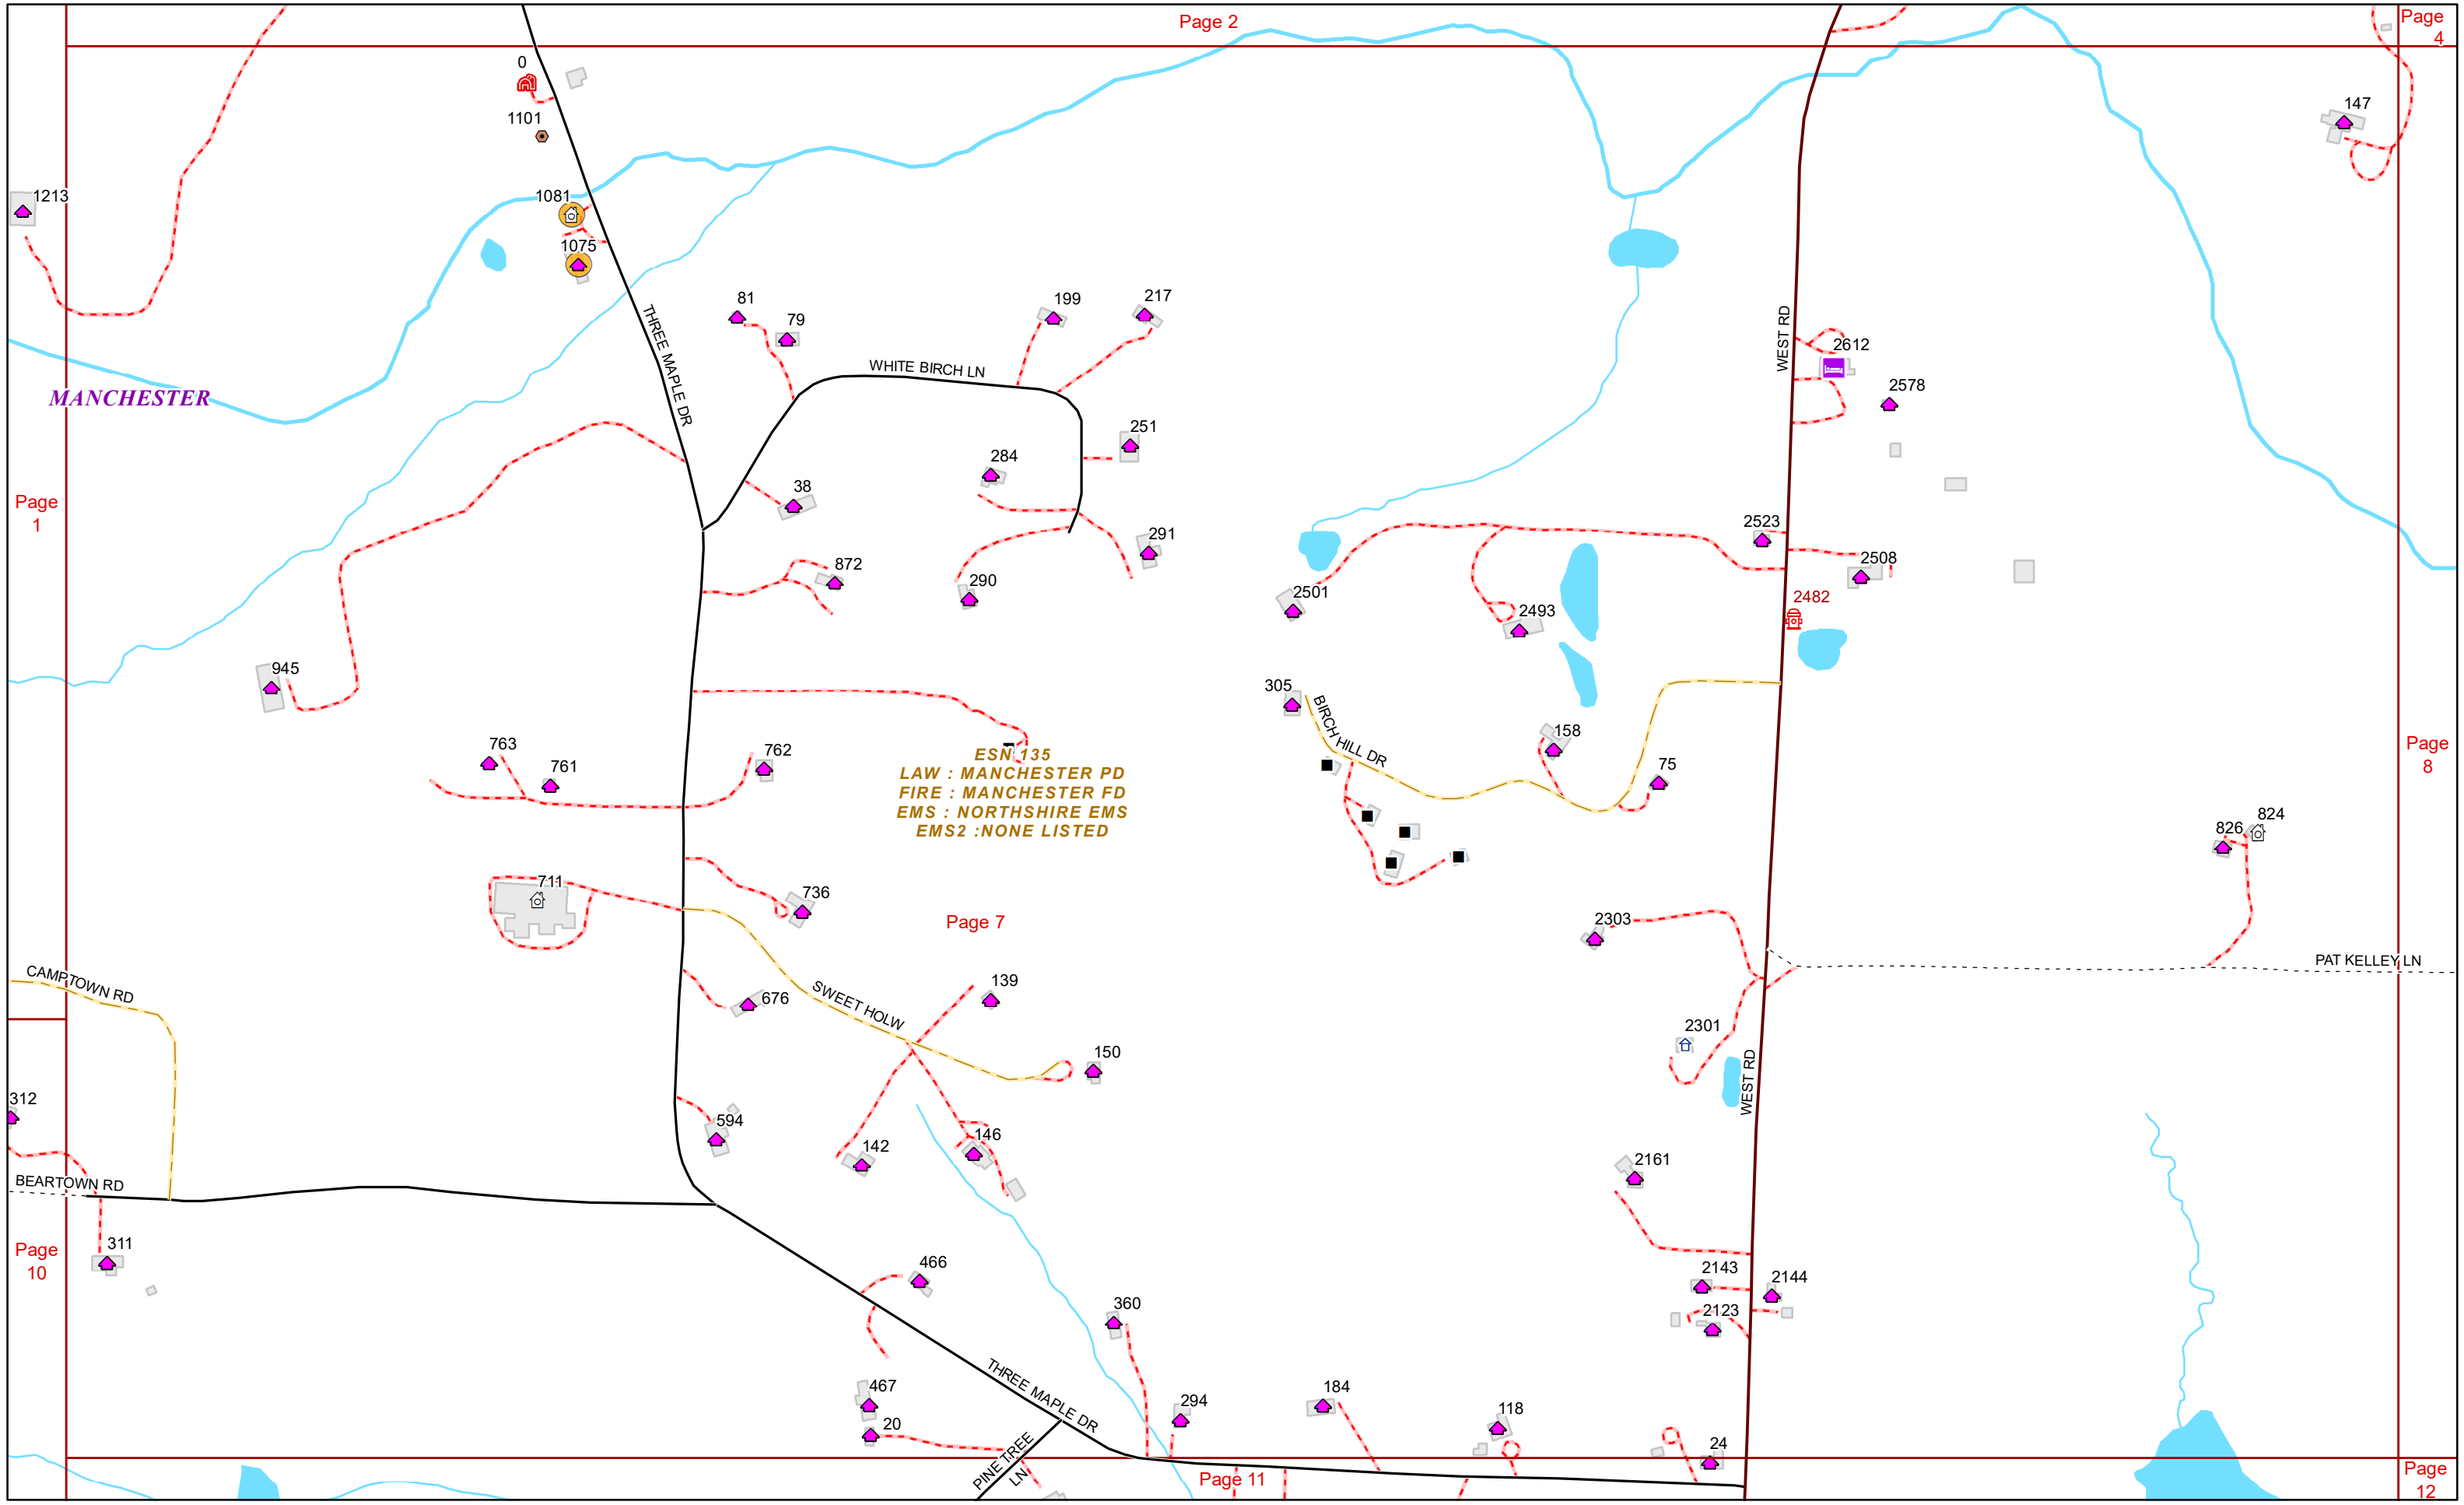 Page 2
Page
4
0
1101
147
1213
1081
1075
THREE MAPLE DR
81
79
199
217
WEST RD
2612
WHITE BIRCH LN
MANCHESTER
2578
251
284
38
Page
1
2523
291
872
2508
290
2501
2482
2493
945
305
BIRCH HILL DR
158
763
762
761
75
ESN 135
LAW : MANCHESTER PD
FIRE : MANCHESTER FD
EMS : NORTHSHIRE EMS
EMS2 :NONE LISTED
Page
8
824
826
711
736
Page 7
2303
PAT KELLEY LN
CAMPTOWN RD
139
676
SWEET HOLW
2301
150
WEST RD
312
594
146
142
2161
BEARTOWN RD
311
Page
10
466
2143
2144
360
2123
THREE MAPLE DR
467
184
294
118
20
24
PINE TREE
LN
Page 11
Page
12